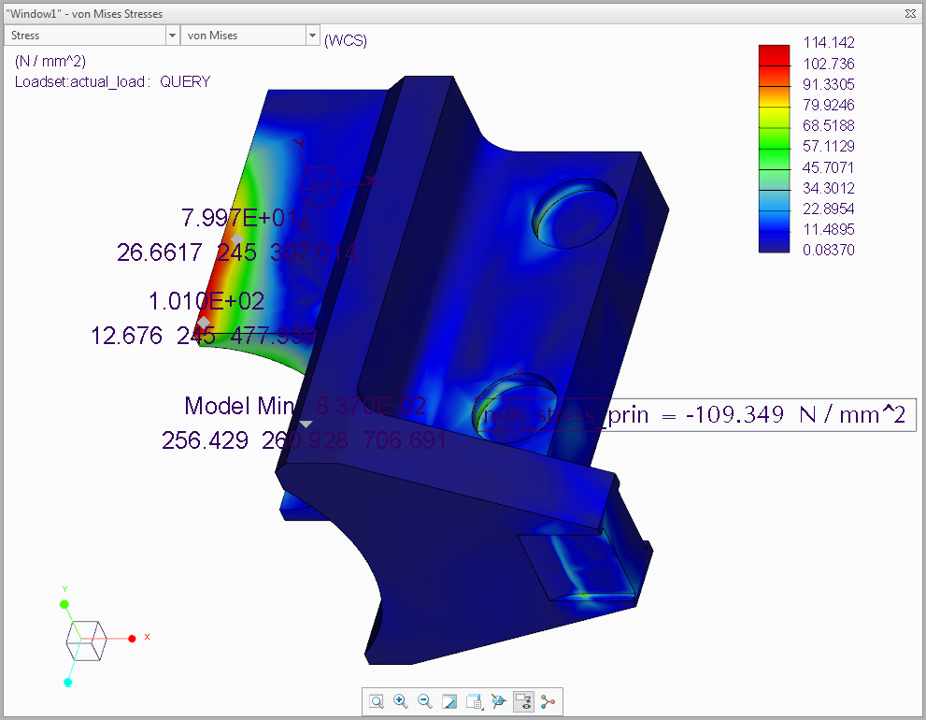 "Window1" - von Mises Stresses
Stress von Mises (WCS)
(N / mm^2)
Loadset:actual_load : QUERY
114.142
102.736
91.3305
79.9246
68.5188
57.1129
45.7071
34.3012
22.8954
11.4895
0.08370
Y
X
7.997E+01
26.6617 245 307.014
1.010E+02
12.676 245 477.939
Model Min 8.370E-02
256.429 260.928 706.691
min_stress_prin = -109.349 N / mm^2
Y
X